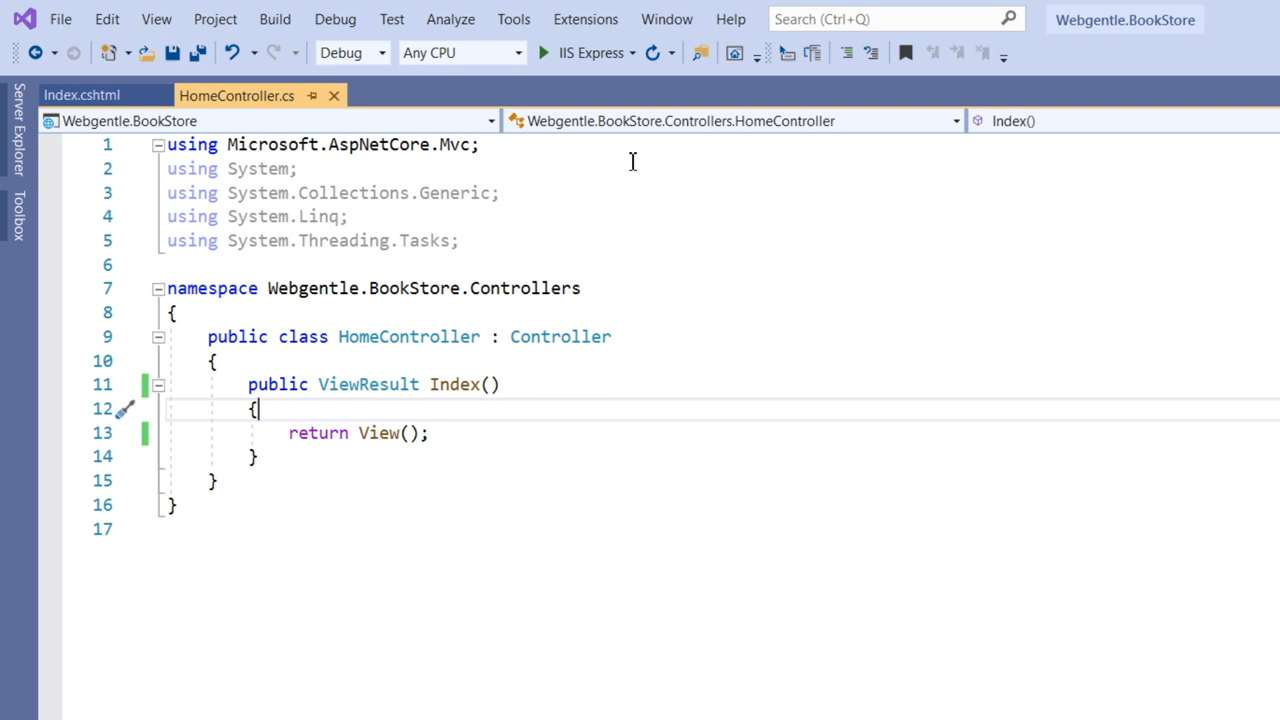 File Edit View Project Build Debug Test Analyze Tools Extensions Window Help Search (Ctrl+Q) Webgentle.BookStore
Debug Any CPU IIS Express
Index.cshtml HomeController.cs
Webgentle.BookStore Webgentle.BookStore.Controllers.HomeController Index()
Server Explorer
Toolbox
1 using Microsoft.AspNetCore.Mvc;
2 using System;
3 using System.Collections.Generic;
4 using System.Linq;
5 using System.Threading.Tasks;
6
7 namespace Webgentle.BookStore.Controllers
8 {
9 public class HomeController : Controller
10 {
11 public ViewResult Index()
12 {
13 return View();
14 }
15 }
16 }
17